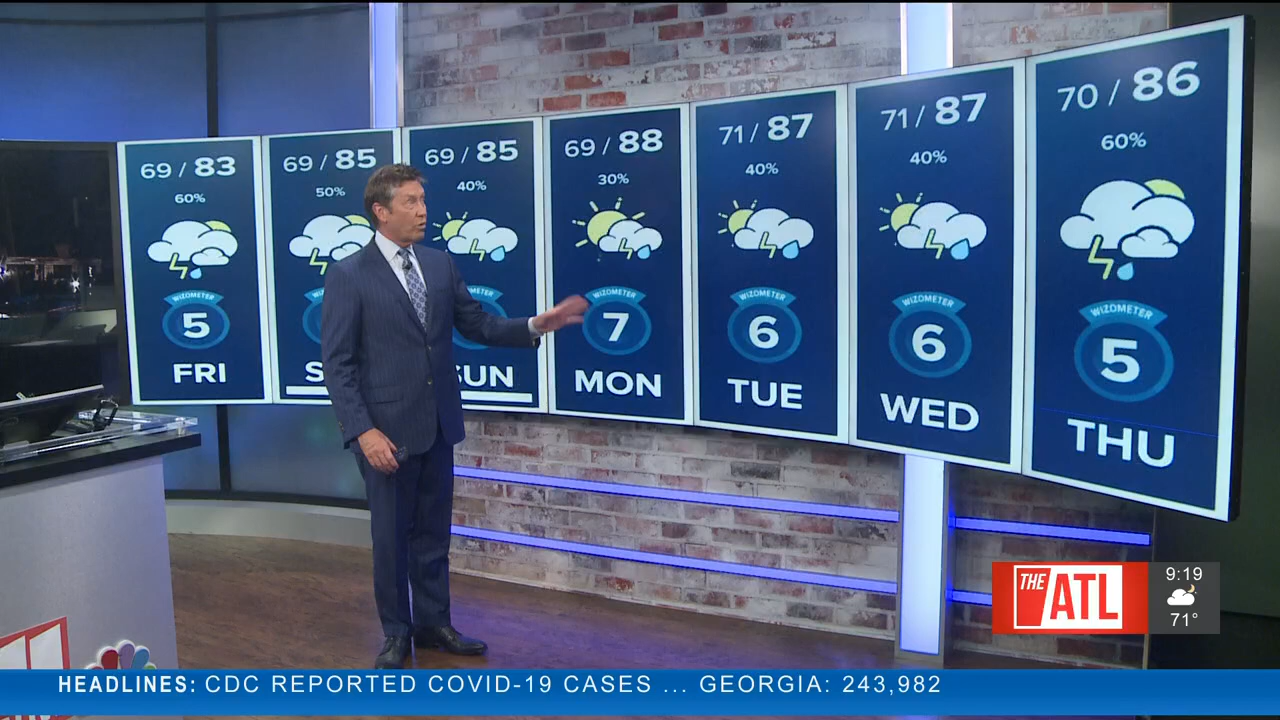 69 / 83
60%
WIZOMETER
5
FRI
69 / 85
50%
69 / 85
40%
SUN
69 / 88
30%
WIZOMETER
7
MON
71 / 87
40%
WIZOMETER
6
TUE
71 / 87
40%
WIZOMETER
6
WED
70 / 86
60%
WIZOMETER
5
THU
THE
ATL
9:19
71°
HEADLINES: CDC REPORTED COVID-19 CASES ... GEORGIA: 243,982